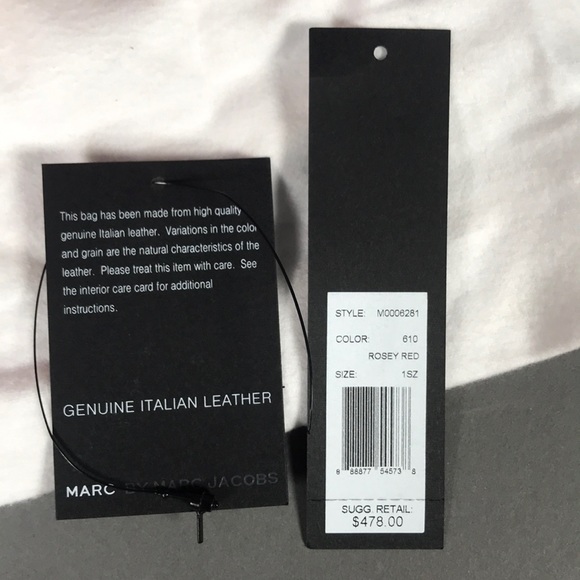 This bag has been made from high quality
genuine Italian leather. Variations in the color
and grain are the natural characteristics of the
leather. Please treat this item with care. See
the interior care card for additional
instructions.
GENUINE ITALIAN LEATHER
MARC BY MARC JACOBS
STYLE: M0006281
COLOR: 610
ROSEY RED
SIZE: 1SZ
8 88877 54573 8
SUGG. RETAIL:
$478.00